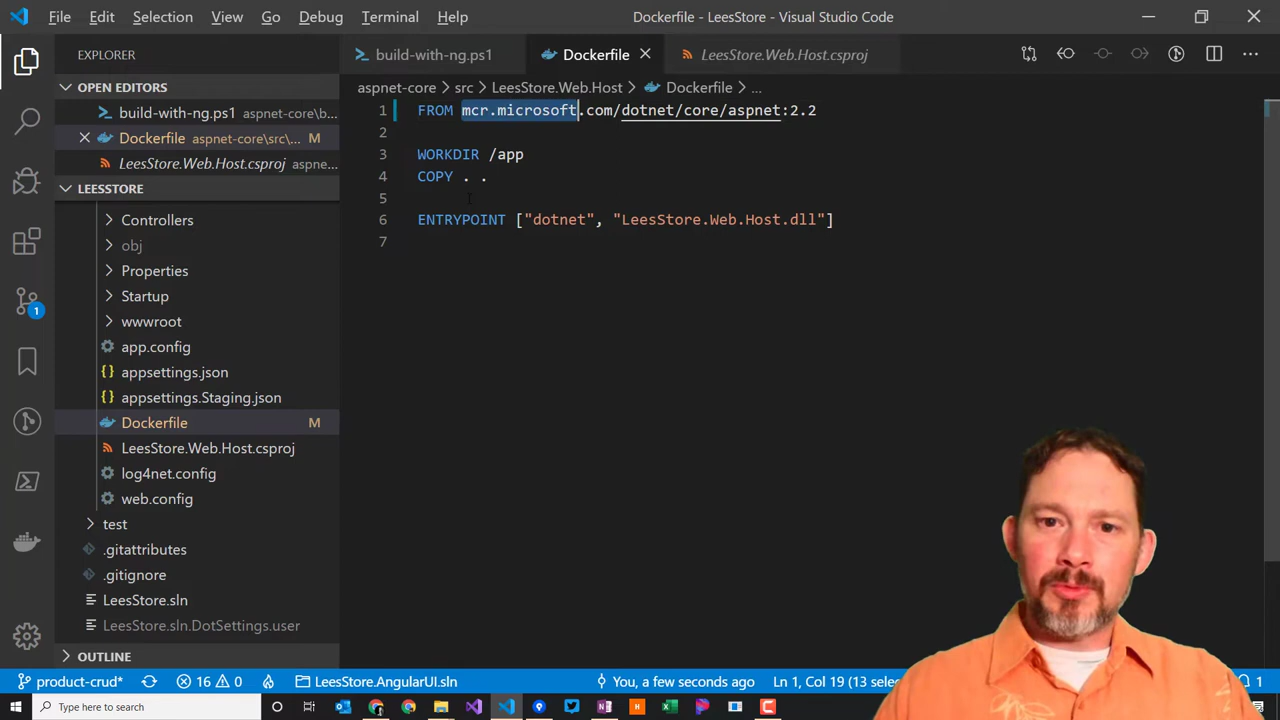 File Edit Selection View Go Debug Terminal Help Dockerfile - LeesStore - Visual Studio Code
EXPLORER
build-with-ng.ps1 Dockerfile LeesStore.Web.Host.csproj
OPEN EDITORS
build-with-ng.ps1 aspnet-core\b...
Dockerfile aspnet-core\src\... M
LeesStore.Web.Host.csproj aspne...
LEESSTORE
Controllers
obj
Properties
Startup
wwwroot
app.config
appsettings.json
appsettings.Staging.json
Dockerfile M
LeesStore.Web.Host.csproj
log4net.config
web.config
test
.gitattributes
.gitignore
LeesStore.sln
LeesStore.sln.DotSettings.user
OUTLINE
aspnet-core > src > LeesStore.Web.Host > Dockerfile > ...
1 FROM mcr.microsoft.com/dotnet/core/aspnet:2.2
2
3 WORKDIR /app
4 COPY . .
5
6 ENTRYPOINT ["dotnet", "LeesStore.Web.Host.dll"]
7
1
product-crud* 16 0 LeesStore.AngularUI.sln You, a few seconds ago Ln 1, Col 19 (13 selec 1
Type here to search